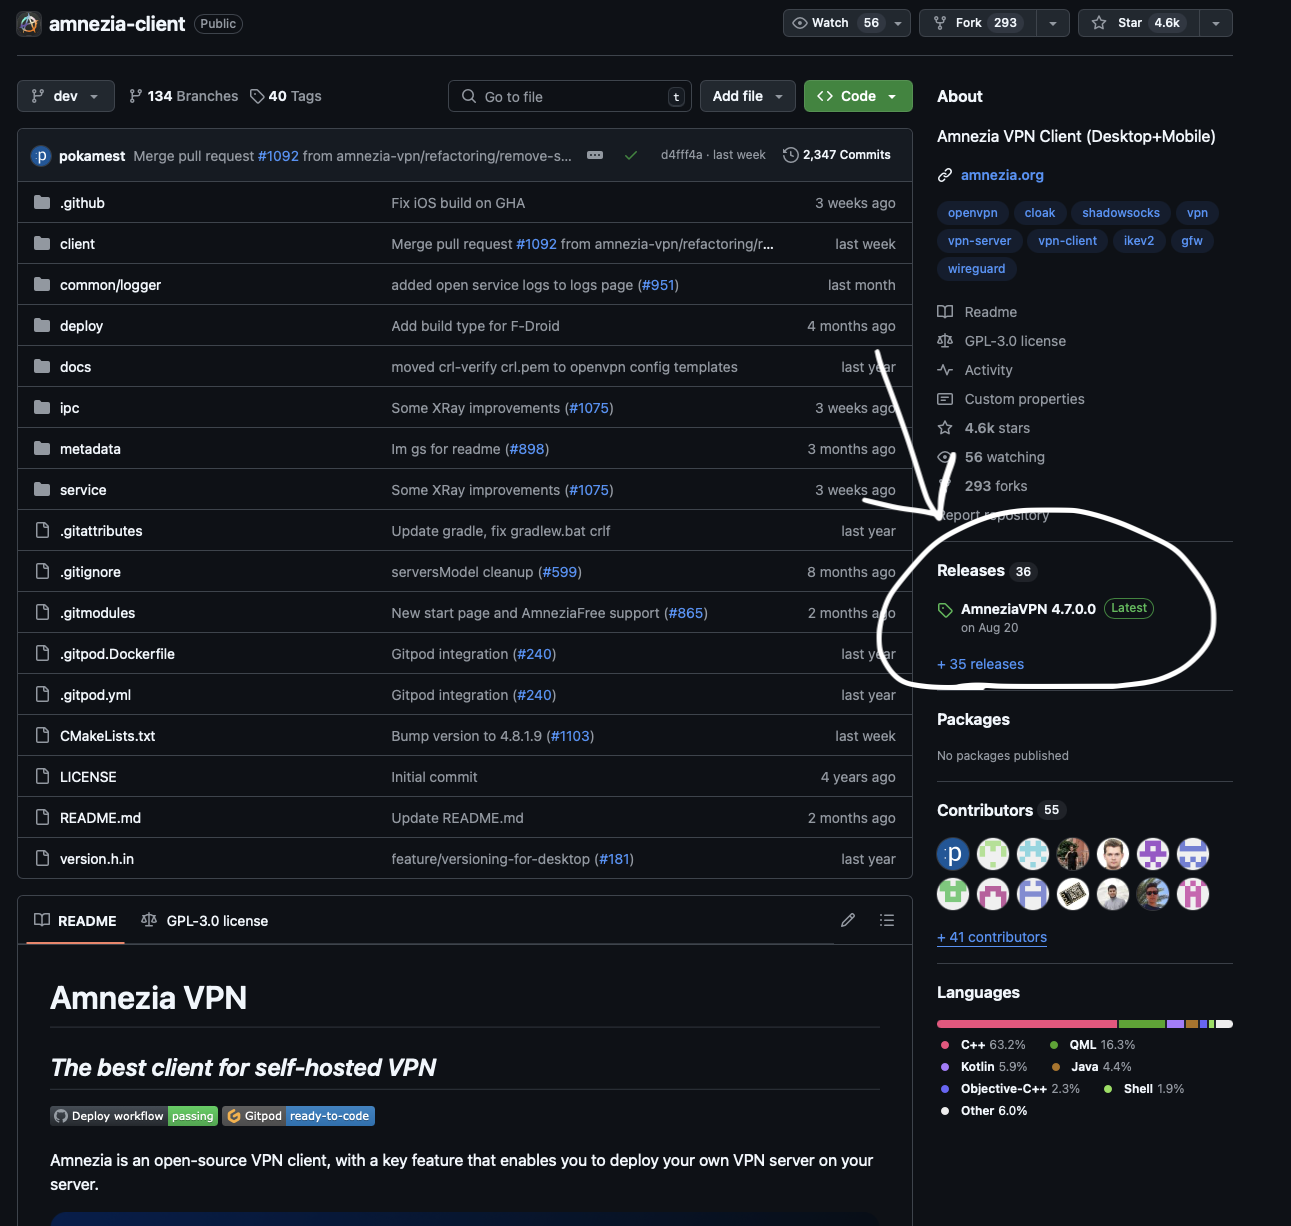 amnezia-client Public
Watch 56
Fork 293
Star 4.6k
dev
134 Branches
40 Tags
Go to file
t
Add file
Code
pokamest Merge pull request #1092 from amnezia-vpn/refactoring/remove-s... d4fff4a · last week 2,347 Commits
.github Fix iOS build on GHA 3 weeks ago
client Merge pull request #1092 from amnezia-vpn/refactoring/r... last week
common/logger added open service logs to logs page (#951) last month
deploy Add build type for F-Droid 4 months ago
docs moved crl-verify crl.pem to openvpn config templates last year
ipc Some XRay improvements (#1075) 3 weeks ago
metadata Im gs for readme (#898) 3 months ago
service Some XRay improvements (#1075) 3 weeks ago
.gitattributes Update gradle, fix gradlew.bat crlf last year
.gitignore serversModel cleanup (#599) 8 months ago
.gitmodules New start page and AmneziaFree support (#865) 2 months ago
.gitpod.Dockerfile Gitpod integration (#240) last year
.gitpod.yml Gitpod integration (#240) last year
CMakeLists.txt Bump version to 4.8.1.9 (#1103) last week
LICENSE Initial commit 4 years ago
README.md Update README.md 2 months ago
version.h.in feature/versioning-for-desktop (#181) last year
README GPL-3.0 license
Amnezia VPN
The best client for self-hosted VPN
Deploy workflow passing Gitpod ready-to-code
Amnezia is an open-source VPN client, with a key feature that enables you to deploy your own VPN server on your
server.
About
Amnezia VPN Client (Desktop+Mobile)
amnezia.org
openvpn cloak shadowsocks vpn
vpn-server vpn-client ikev2 gfw
wireguard
Readme
GPL-3.0 license
Activity
Custom properties
4.6k stars
56 watching
293 forks
Report repository
Releases 36
AmneziaVPN 4.7.0.0 Latest
on Aug 20
+ 35 releases
Packages
No packages published
Contributors 55
:p
+ 41 contributors
Languages
C++ 63.2% QML 16.3%
Kotlin 5.9% Java 4.4%
Objective-C++ 2.3% Shell 1.9%
Other 6.0%